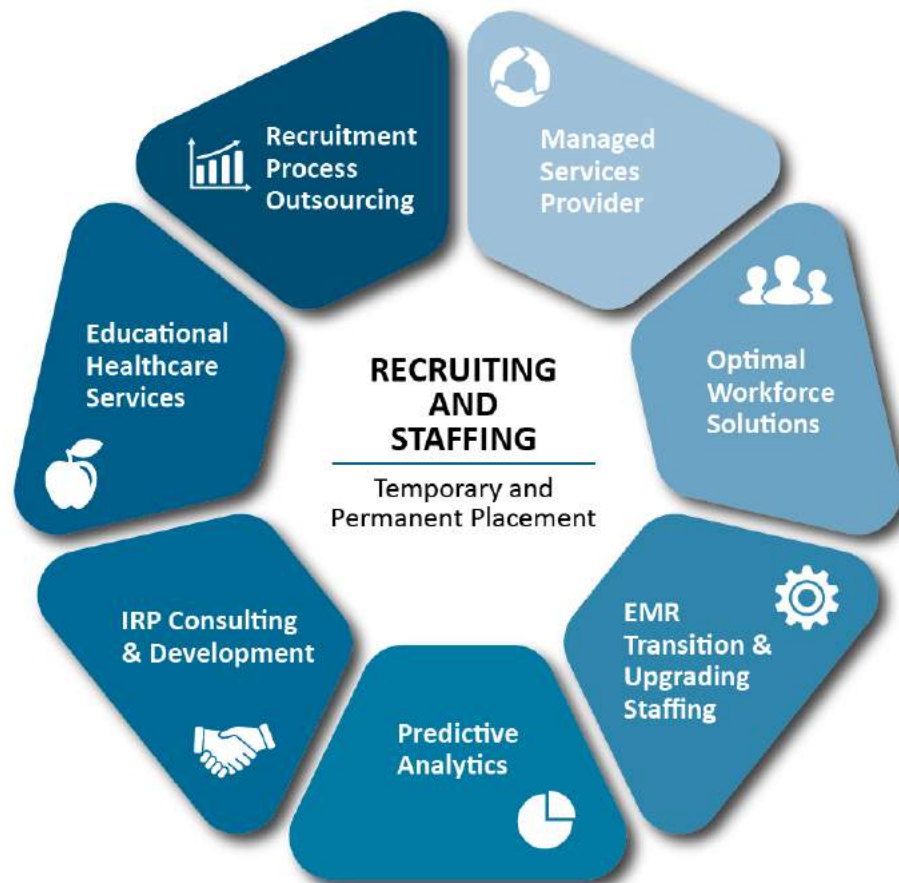 Recruitment
Process
Outsourcing
Managed
Services
Provider
Optimal
Workforce
Solutions
EMR
Transition &
Upgrading
Staffing
Predictive
Analytics
IRP Consulting
& Development
Educational
Healthcare
Services
RECRUITING
AND
STAFFING
Temporary and
Permanent Placement